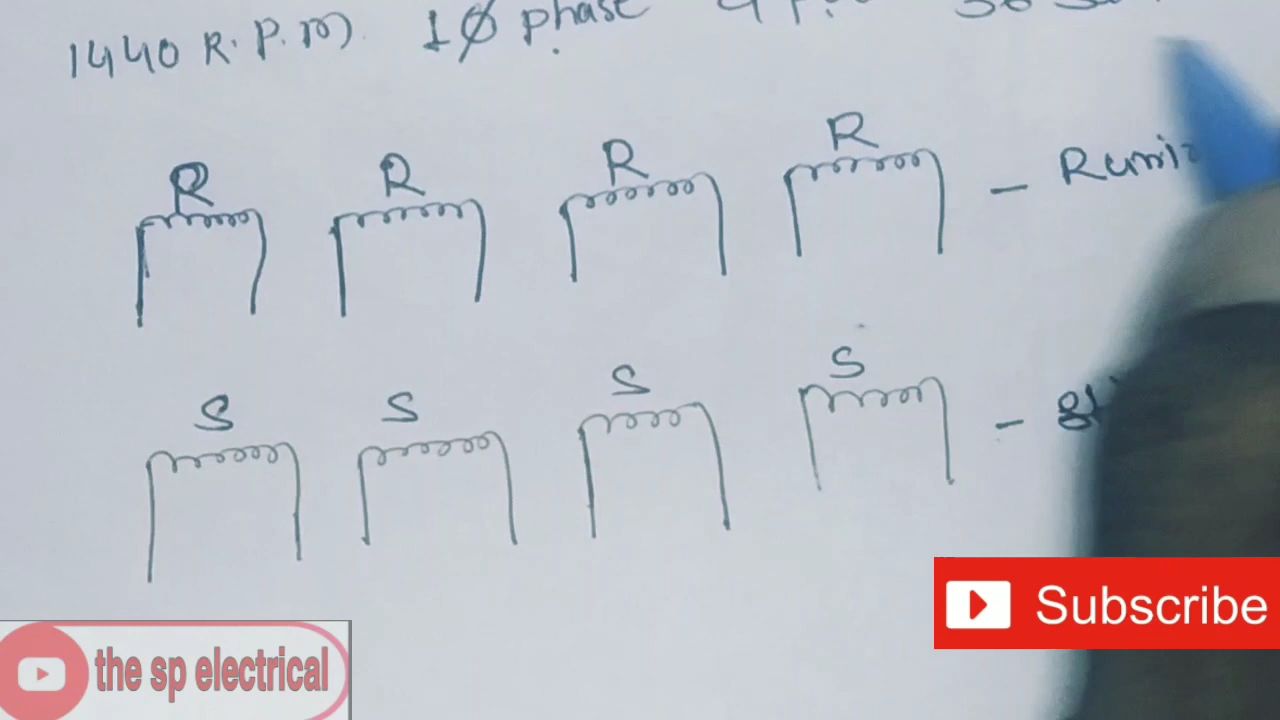 1440 R.P.M. 1Ø phase
R R R R -
S S S S -
Subscribe
the sp electrical